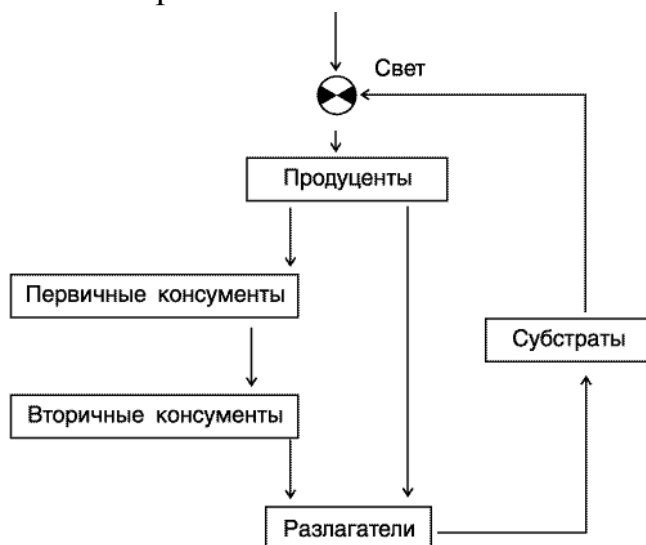 Свет
Продуценты
Первичные консументы
Субстраты
Вторичные консументы
Разлагатели